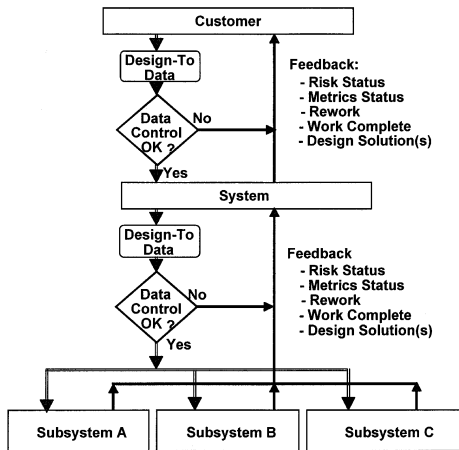 Customer
Design-To
Data
Feedback:
- Risk Status
- Metrics Status
- Rework
- Work Complete
- Design Solution(s)
Data
Control
OK ?
No
Yes
System
Design-To
Data
Feedback
- Risk Status
- Metrics Status
- Rework
- Work Complete
- Design Solution(s)
Data
Control
OK ?
No
Yes
Subsystem A
Subsystem B
Subsystem C